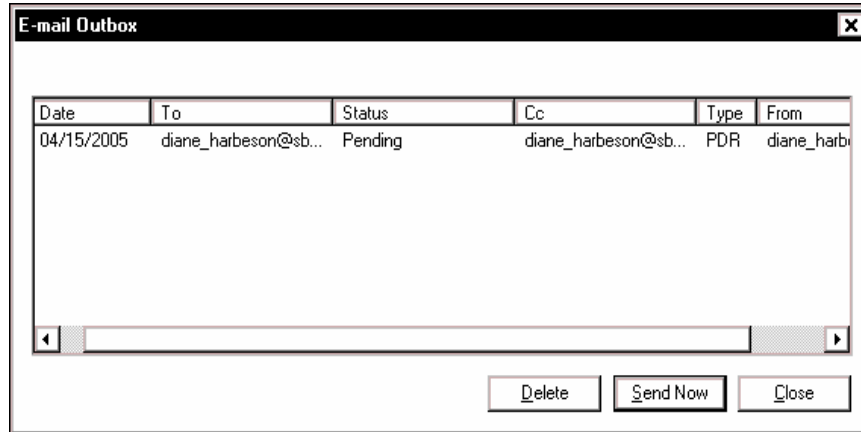 E-mail Outbox
Date To Status Cc Type From
04/15/2005 diane_harbeson@sb... Pending diane_harbeson@sb... PDR diane_harb
Delete Send Now Close